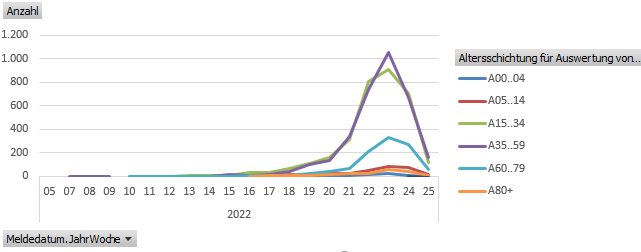 Anzahl
1.200
1.000
800
600
400
200
0
05 07 08 09 10 11 12 13 14 15 16 17 18 19 20 21 22 23 24 25
2022
Meldedatum.JahrWoche
Altersschichtung für Auswertung von...
A00..04
A05..14
A15..34
A35..59
A60..79
A80+